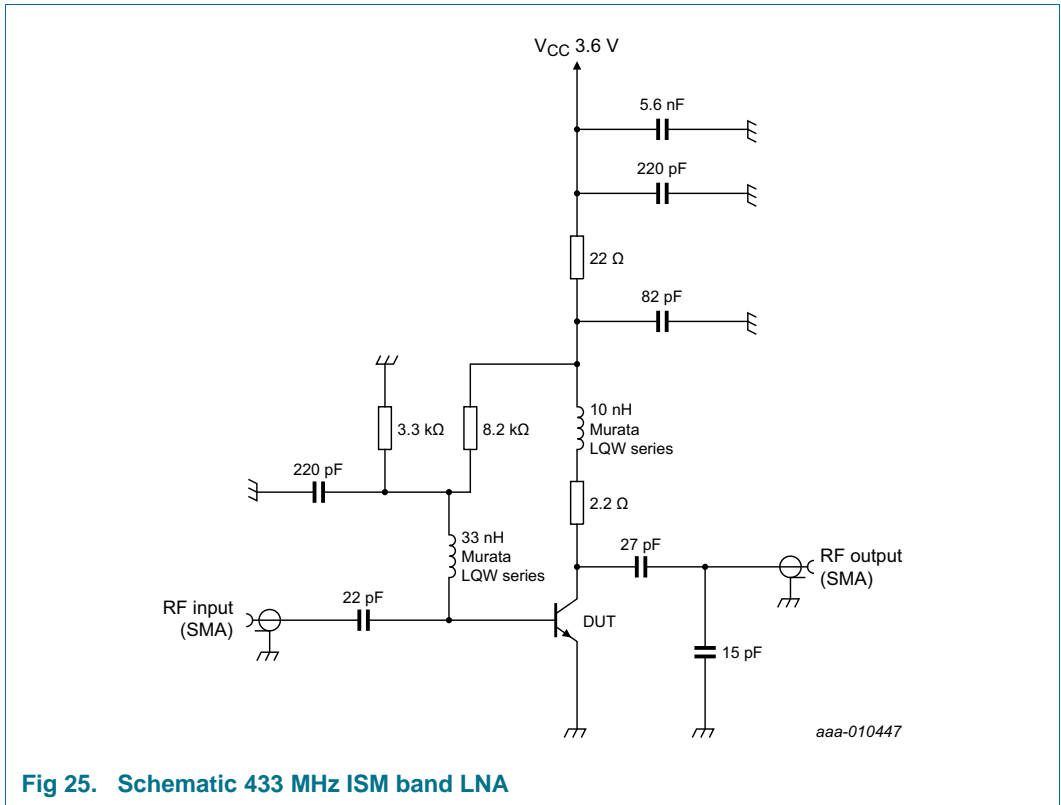 VCC 3.6 V
5.6 nF
220 pF
22 Ω
82 pF
10 nH
Murata
LQW series
3.3 kΩ
8.2 kΩ
220 pF
2.2 Ω
33 nH
Murata
LQW series
27 pF
RF output
(SMA)
RF input
(SMA)
22 pF
DUT
15 pF
aaa-010447
Fig 25. Schematic 433 MHz ISM band LNA